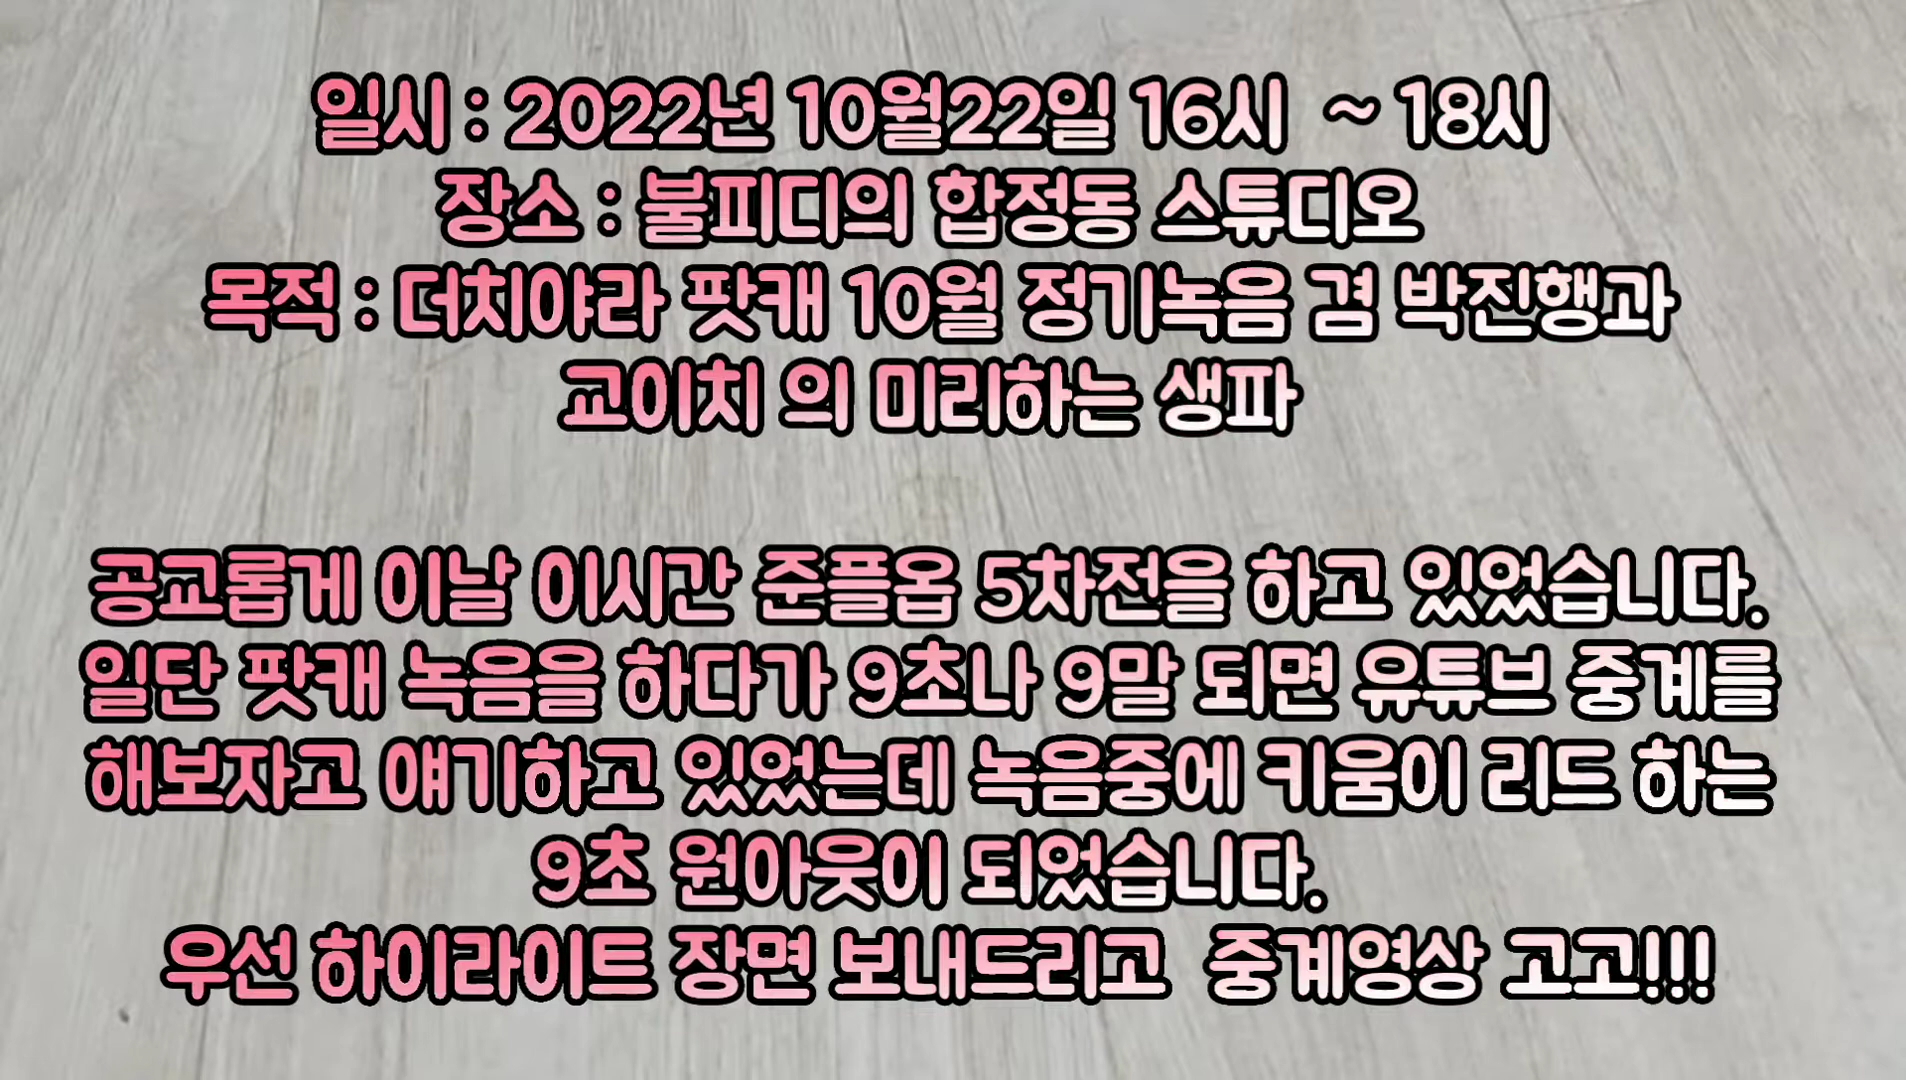 일시 : 2022년 10월22일 16시 ~ 18시
장소 : 불피디의 합정동 스튜디오
목적 : 더치야라 팟캐 10월 정기녹음 겸 박진행과
교이치 의 미리하는 생파
공교롭게 이날 이시간 준플옵 5차전을 하고 있었습니다.
일단 팟캐 녹음을 하다가 9초나 9말 되면 유튜브 중계를
해보자고 얘기하고 있었는데 녹음중에 키움이 리드 하는
9초 원아웃이 되었습니다.
우선 하이라이트 장면 보내드리고 중계영상 고고!!!